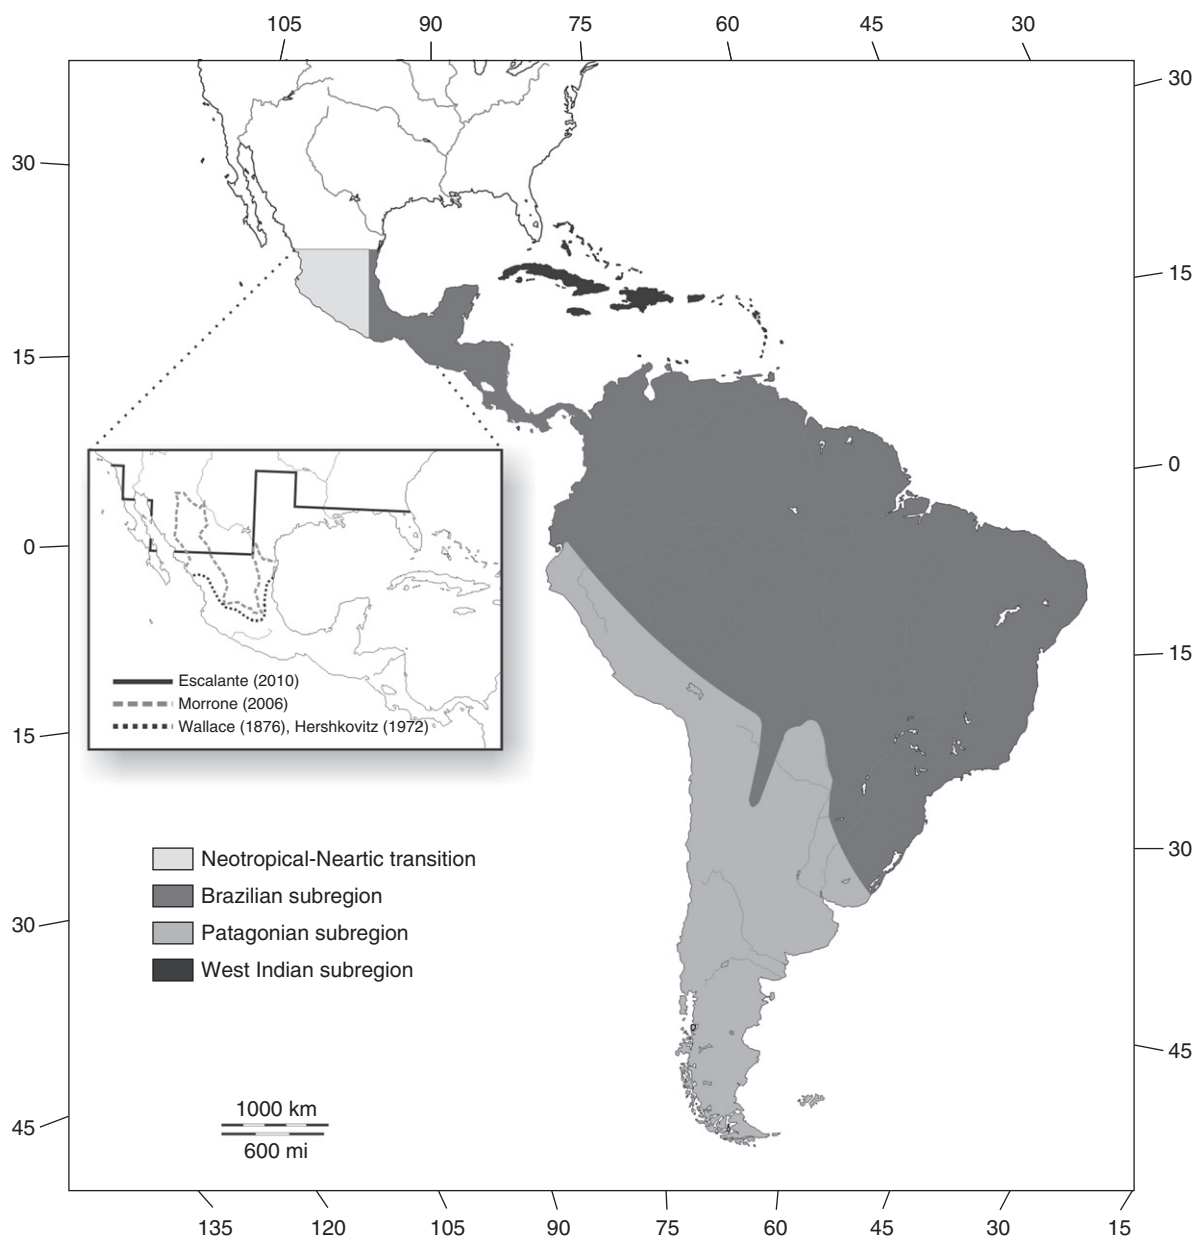 105 90 75 60 45 30
30
30
15
15
0
0
15
15
30
30
45
45
Escalante (2010)
Morrone (2006)
Wallace (1876), Hershkovitz (1972)
Neotropical-Neartic transition
Brazilian subregion
Patagonian subregion
West Indian subregion
1000 km
600 mi
135 120 105 90 75 60 45 30 15